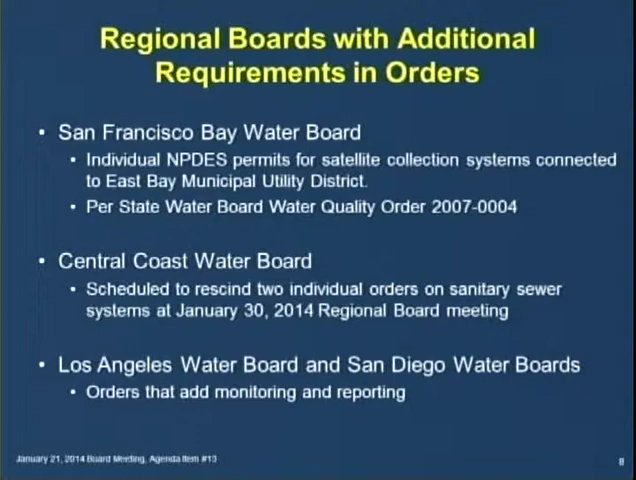 Regional Boards with Additional
Requirements in Orders
• San Francisco Bay Water Board
• Individual NPDES permits for satellite collection systems connected
to East Bay Municipal Utility District.
• Per State Water Board Water Quality Order 2007-0004
• Central Coast Water Board
• Scheduled to rescind two individual orders on sanitary sewer
systems at January 30, 2014 Regional Board meeting
• Los Angeles Water Board and San Diego Water Boards
• Orders that add monitoring and reporting
January 21, 2014 Board Meeting, Agenda Item #13
8